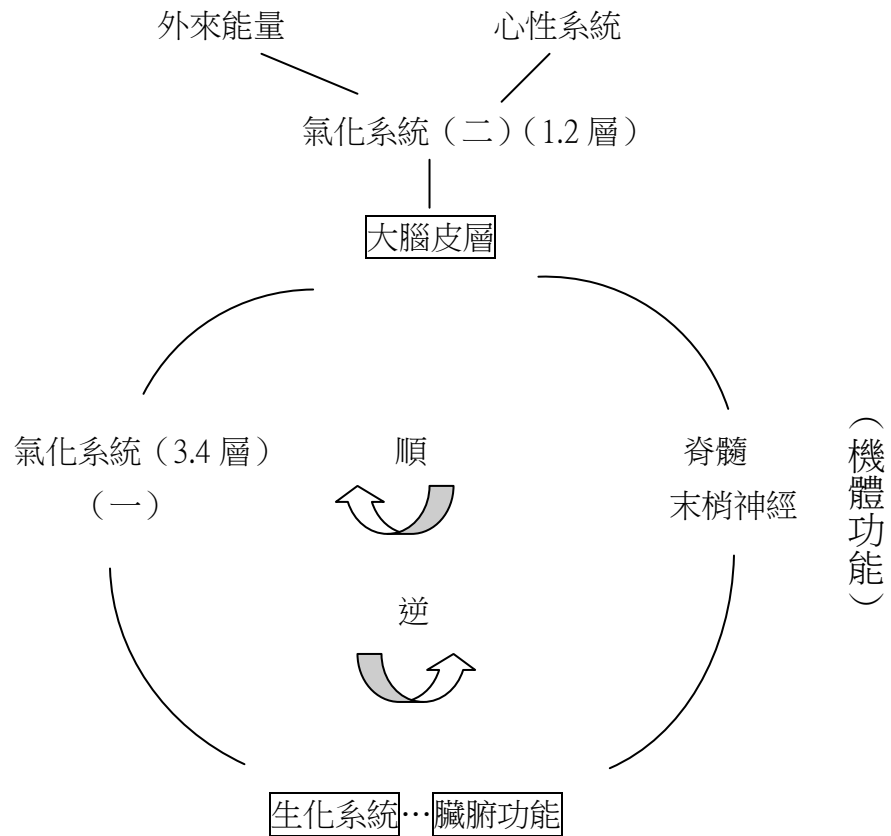 外來能量 心性系統
氣化系統（二）（1.2 層）
大腦皮層
氣化系統（3.4 層）
（一）
順
脊髓
末梢神經
（機體功能）
逆
生化系統…臟腑功能